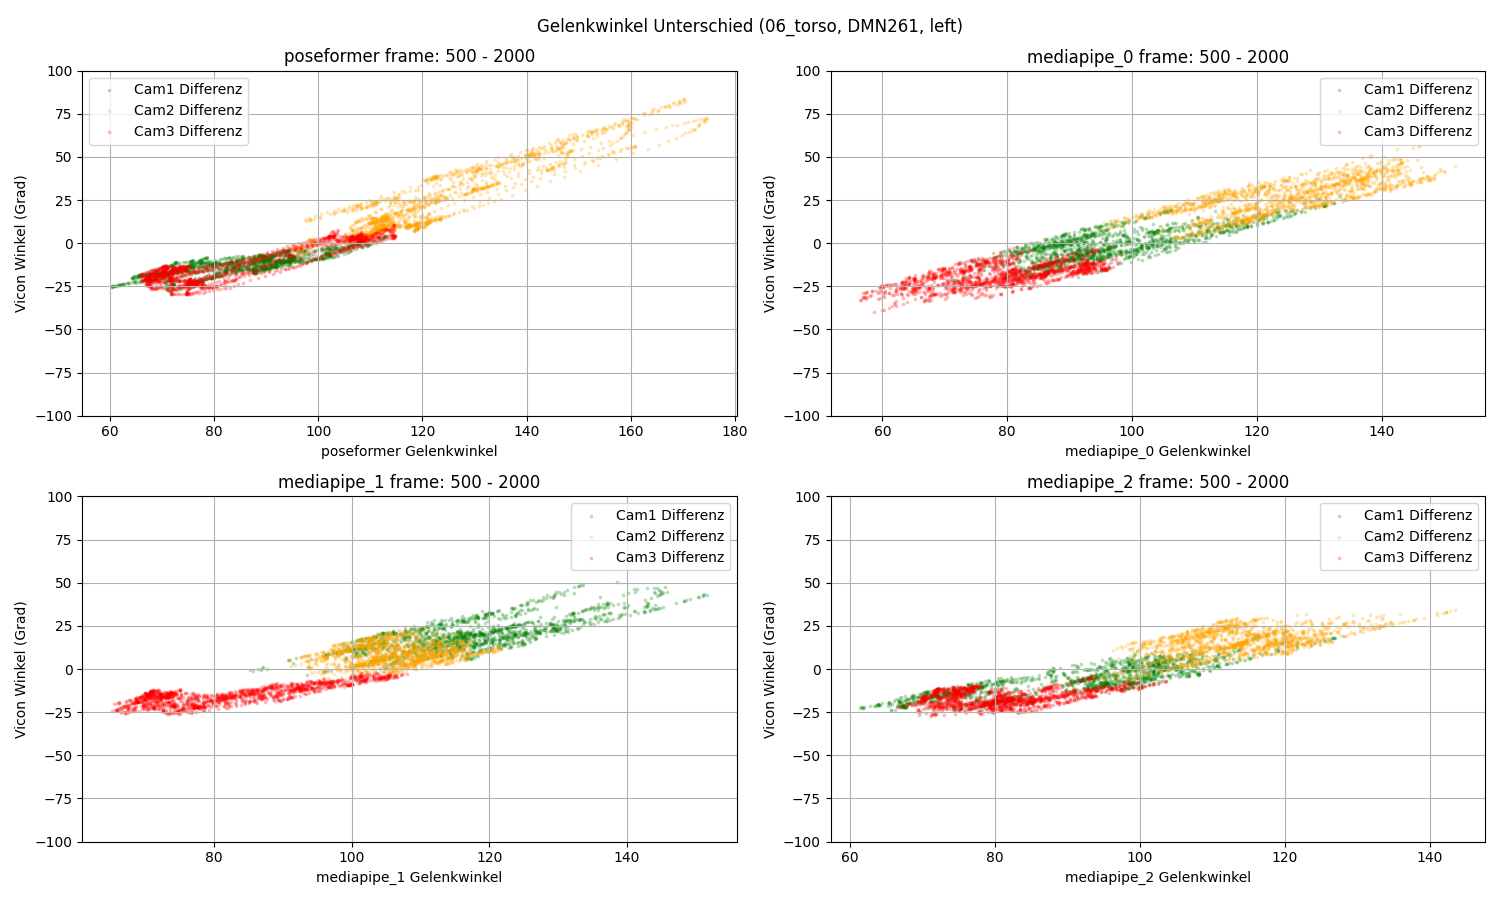 Gelenkwinkel Unterschied (06_torso, DMN261, left)
poseformer frame: 500 - 2000
100
75
50
25
0
−25
−50
−75
−100
Vicon Winkel (Grad)
Cam1 Differenz
Cam2 Differenz
Cam3 Differenz
60 80 100 120 140 160 180
poseformer Gelenkwinkel
mediapipe_0 frame: 500 - 2000
100
75
50
25
0
−25
−50
−75
−100
Vicon Winkel (Grad)
Cam1 Differenz
Cam2 Differenz
Cam3 Differenz
60 80 100 120 140
mediapipe_0 Gelenkwinkel
mediapipe_1 frame: 500 - 2000
100
75
50
25
0
−25
−50
−75
−100
Vicon Winkel (Grad)
Cam1 Differenz
Cam2 Differenz
Cam3 Differenz
80 100 120 140
mediapipe_1 Gelenkwinkel
mediapipe_2 frame: 500 - 2000
100
75
50
25
0
−25
−50
−75
−100
Vicon Winkel (Grad)
Cam1 Differenz
Cam2 Differenz
Cam3 Differenz
60 80 100 120 140
mediapipe_2 Gelenkwinkel